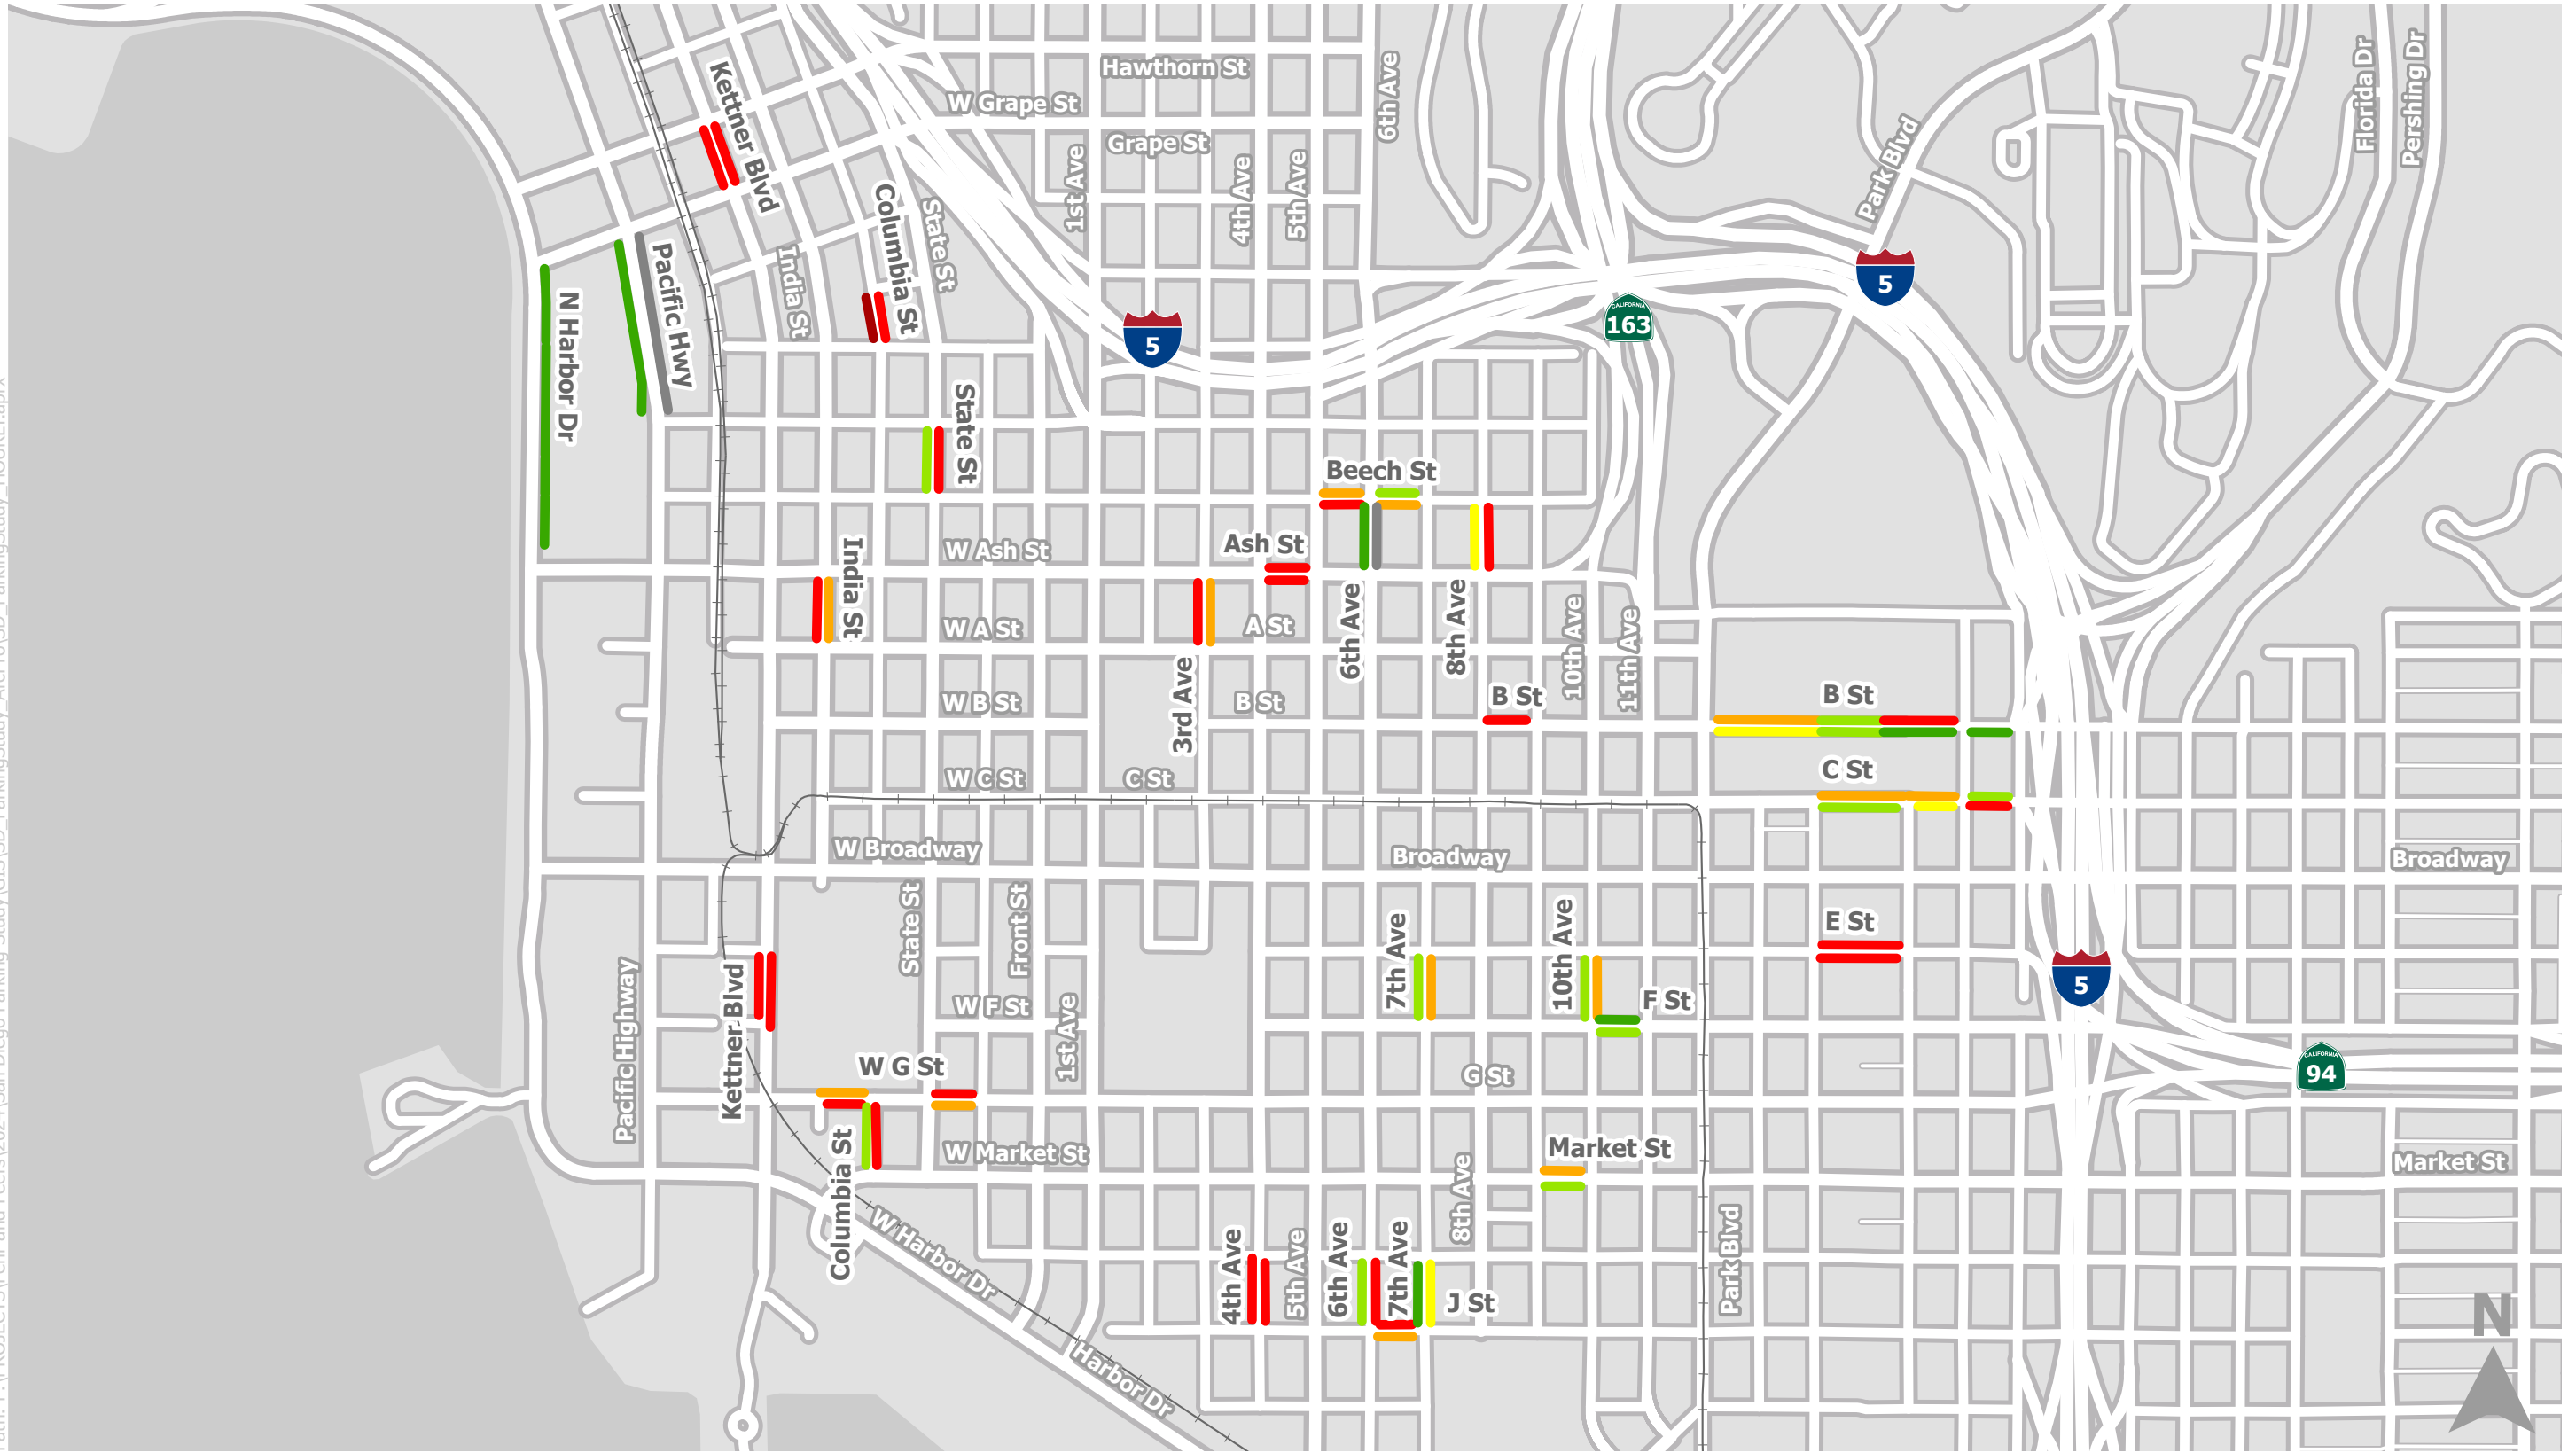 Hawthorn St
W Grape St
Grape St
Kettner Blvd
6th Ave
Florida Dr
Pershing Dr
Park Blvd
1st Ave
4th Ave
5th Ave
Columbia St
State St
India St
Pacific Hwy
N Harbor Dr
5
CALIFORNIA
163
5
State St
Beech St
Ash St
W Ash St
India St
W A St
A St
3rd Ave
6th Ave
8th Ave
10th Ave
11th Ave
W B St
B St
B St
B St
W C St
C St
C St
W Broadway
Broadway
Broadway
State St
Front St
7th Ave
10th Ave
E St
F St
W F St
Pacific Highway
Kettner Blvd
1st Ave
5
CALIFORNIA
94
W G St
G St
Columbia St
W Market St
Market St
Market St
8th Ave
W Harbor Dr
Harbor Dr
4th Ave
5th Ave
6th Ave
7th Ave
J St
Park Blvd
N